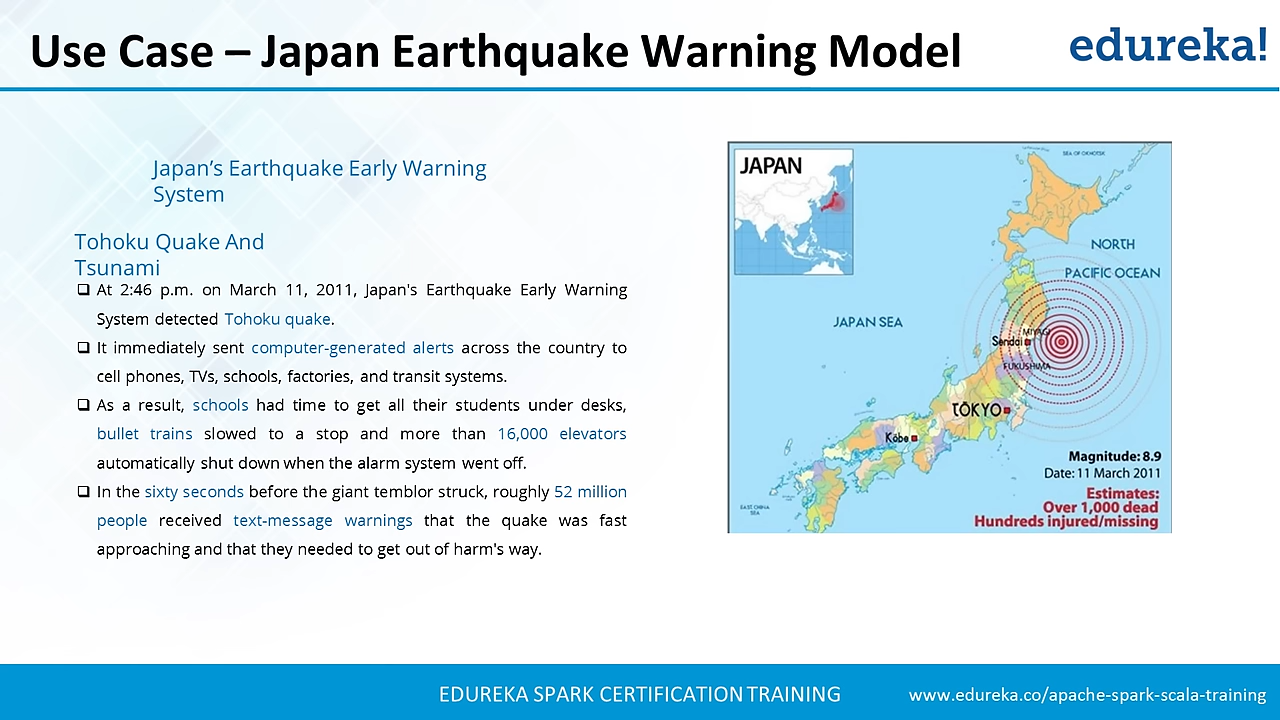 Use Case – Japan Earthquake Warning Model
edureka!
Japan’s Earthquake Early Warning
System
Tohoku Quake And
Tsunami
❑ At 2:46 p.m. on March 11, 2011, Japan's Earthquake Early Warning
System detected Tohoku quake.
❑ It immediately sent computer-generated alerts across the country to
cell phones, TVs, schools, factories, and transit systems.
❑ As a result, schools had time to get all their students under desks,
bullet trains slowed to a stop and more than 16,000 elevators
automatically shut down when the alarm system went off.
❑ In the sixty seconds before the giant temblor struck, roughly 52 million
people received text-message warnings that the quake was fast
approaching and that they needed to get out of harm's way.
JAPAN
SEA OF OKHOTSK
NORTH
PACIFIC OCEAN
JAPAN SEA
MIYAGI
Sendai
FUKUSHIMA
TOKYO
Kobe
EAST CHINA
SEA
Magnitude: 8.9
Date: 11 March 2011
Estimates:
Over 1,000 dead
Hundreds injured/missing
EDUREKA SPARK CERTIFICATION TRAINING
www.edureka.co/apache-spark-scala-training